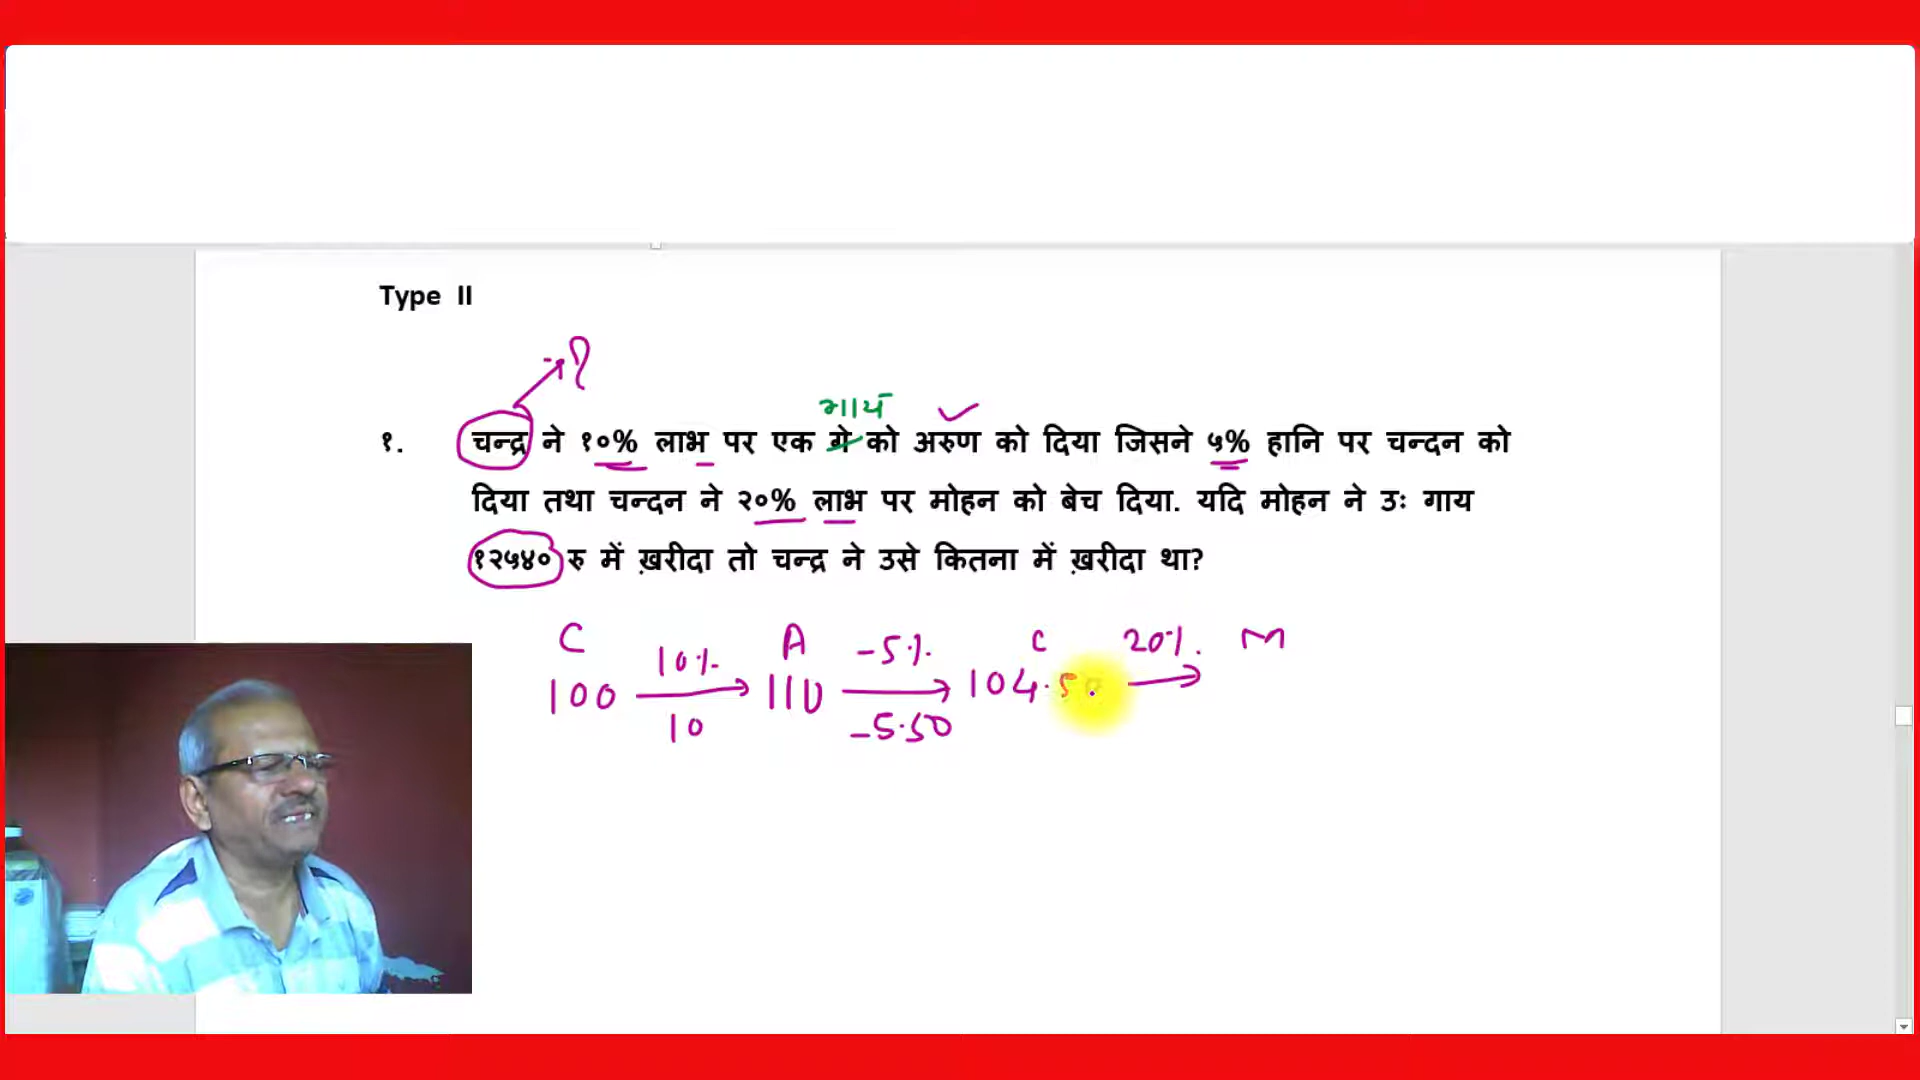 Type II
?
गाय
१. चन्द्र ने १०% लाभ पर एक गे को अरुण को दिया जिसने ५% हानि पर चन्दन को
दिया तथा चन्दन ने २०% लाभ पर मोहन को बेच दिया. यदि मोहन ने उः गाय
१२५४० रु में ख़रीदा तो चन्द्र ने उसे कितना में ख़रीदा था?
C 10% A -5% C 20%. M
100 110 104.50
10 -5.50